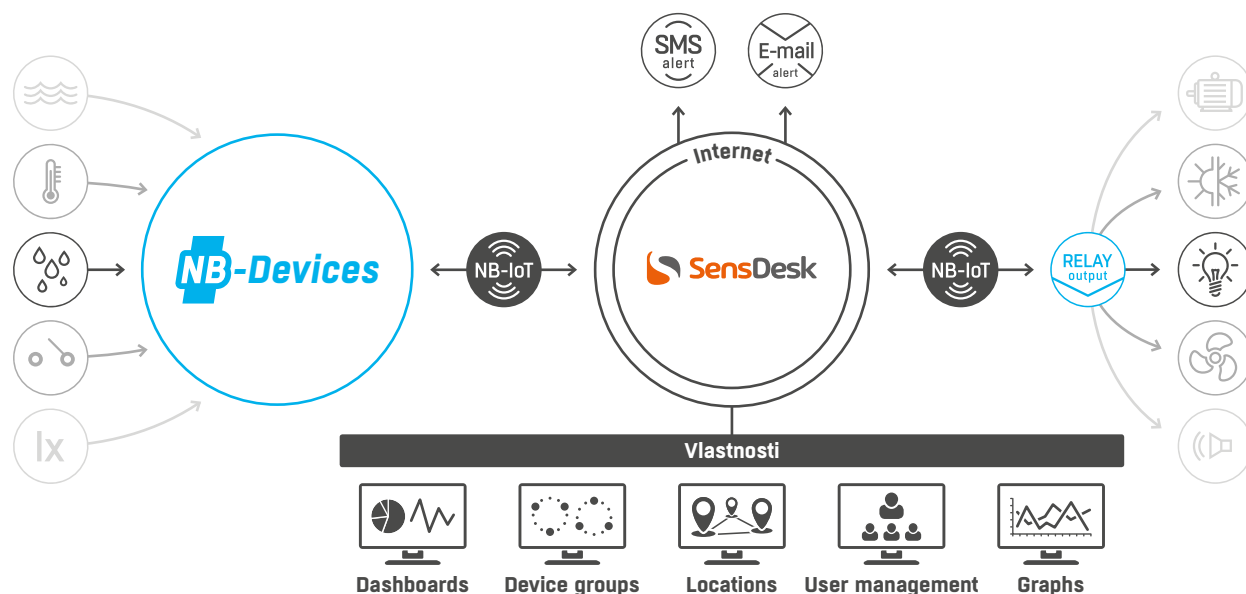 SMS
alert
E-mail
alert
Internet
NB-Devices
NB-IoT
SensDesk
NB-IoT
RELAY
output
lx
Vlastnosti
Dashboards
Device groups
Locations
User management
Graphs